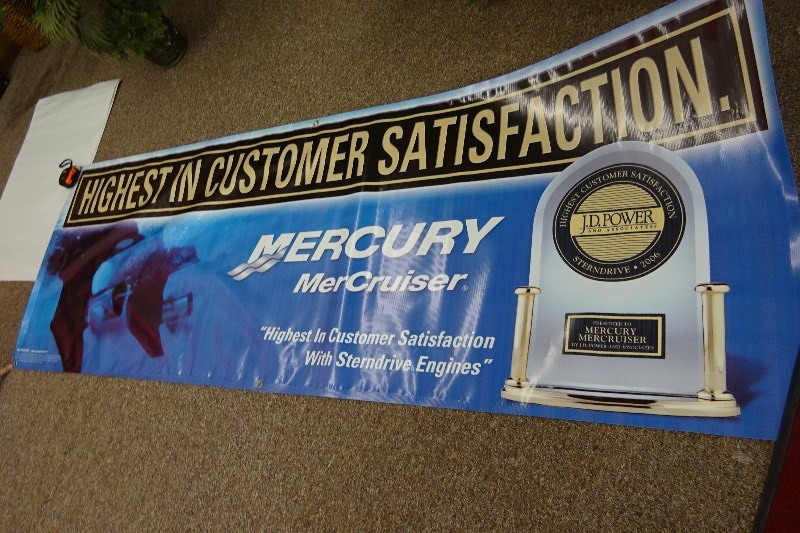 HIGHEST IN CUSTOMER SATISFACTION.
MERCURY
MerCruiser®
"Highest In Customer Satisfaction
With Sterndrive Engines"
HIGHEST CUSTOMER SATISFACTION
J.D. POWER
AND ASSOCIATES
STERNDRIVE • 2006
PRESENTED TO
MERCURY
MERCRUISER
BY J.D. POWER AND ASSOCIATES